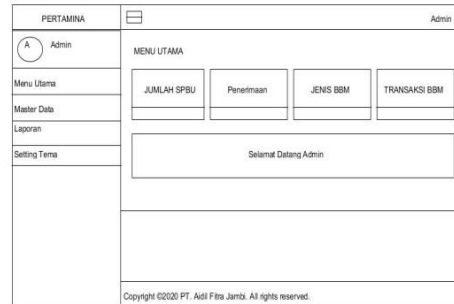 PERTAMINA
Admin
A
Admin
Menu Utama
Master Data
Laporan
Setting Tema
MENU UTAMA
JUMLAH SPBU
Penerimaan
JENIS BBM
TRANSAKSI BBM
Selamat Datang Admin
Copyright ©2020 PT. Aidil Fitra Jambi. All rights reserved.